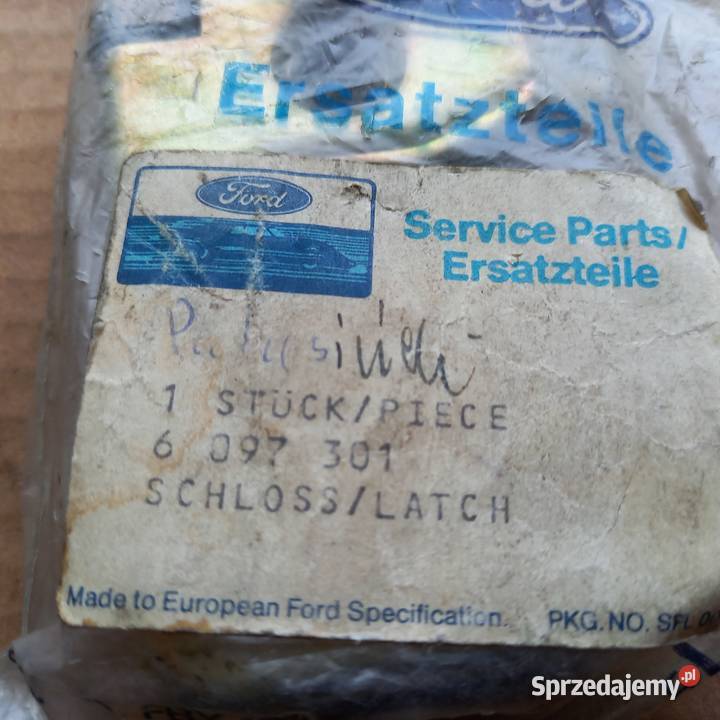 Ersatzteile
Ford
Service Parts/
Ersatzteile
1 STÜCK/PIECE
6 097 301
SCHLOSS/LATCH
Made to European Ford Specification. PKG. NO. SFL
Sprzedajemy.pl